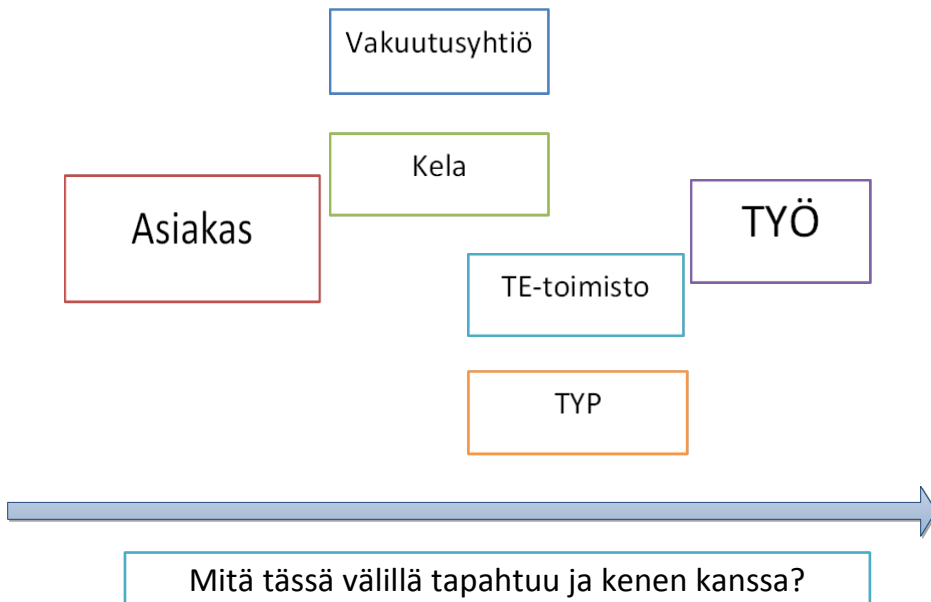 Vakuutusyhtiö
Kela
Asiakas
TYÖ
TE-toimisto
TYP
Mitä tässä välillä tapahtuu ja kenen kanssa?